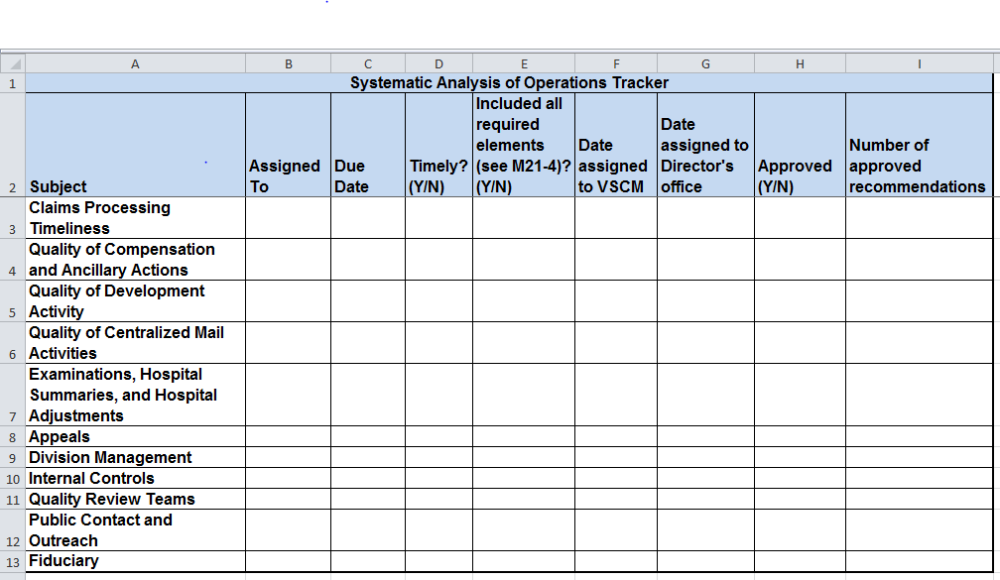 A B C D E F G H I
1 Systematic Analysis of Operations Tracker
2 Subject
Assigned
To
Due
Date
Timely?
(Y/N)
Included all
required
elements
(see M21-4)?
(Y/N)
Date
assigned
to VSCM
Date
assigned to
Director's
office
Approved
(Y/N)
Number of
approved
recommendations
Claims Processing
3 Timeliness
Quality of Compensation
4 and Ancillary Actions
Quality of Development
5 Activity
Quality of Centralized Mail
6 Activities
Examinations, Hospital
Summaries, and Hospital
7 Adjustments
8 Appeals
9 Division Management
10 Internal Controls
11 Quality Review Teams
Public Contact and
12 Outreach
13 Fiduciary